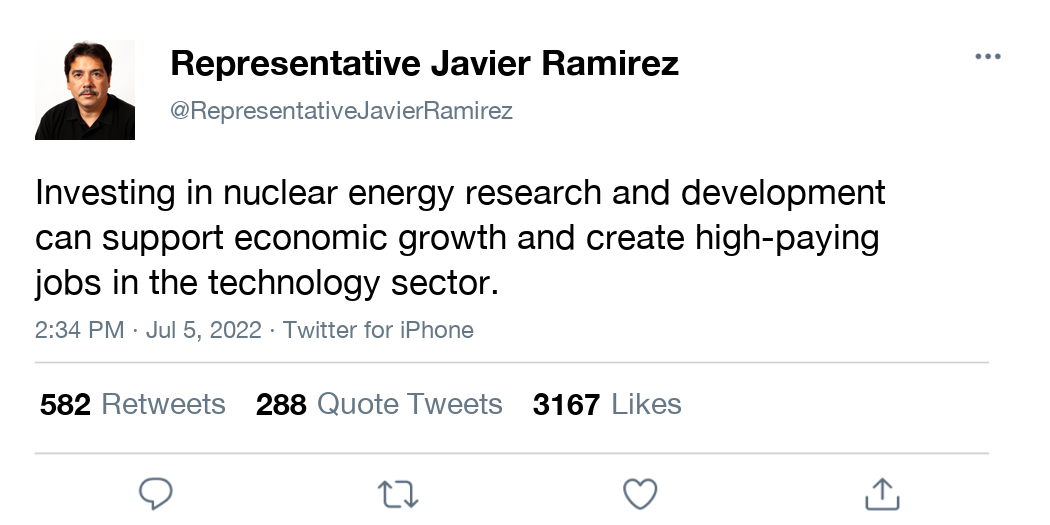 Representative Javier Ramirez
@RepresentativeJavierRamirez
Investing in nuclear energy research and development
can support economic growth and create high-paying
jobs in the technology sector.
2:34 PM · Jul 5, 2022 · Twitter for iPhone
582 Retweets 288 Quote Tweets 3167 Likes